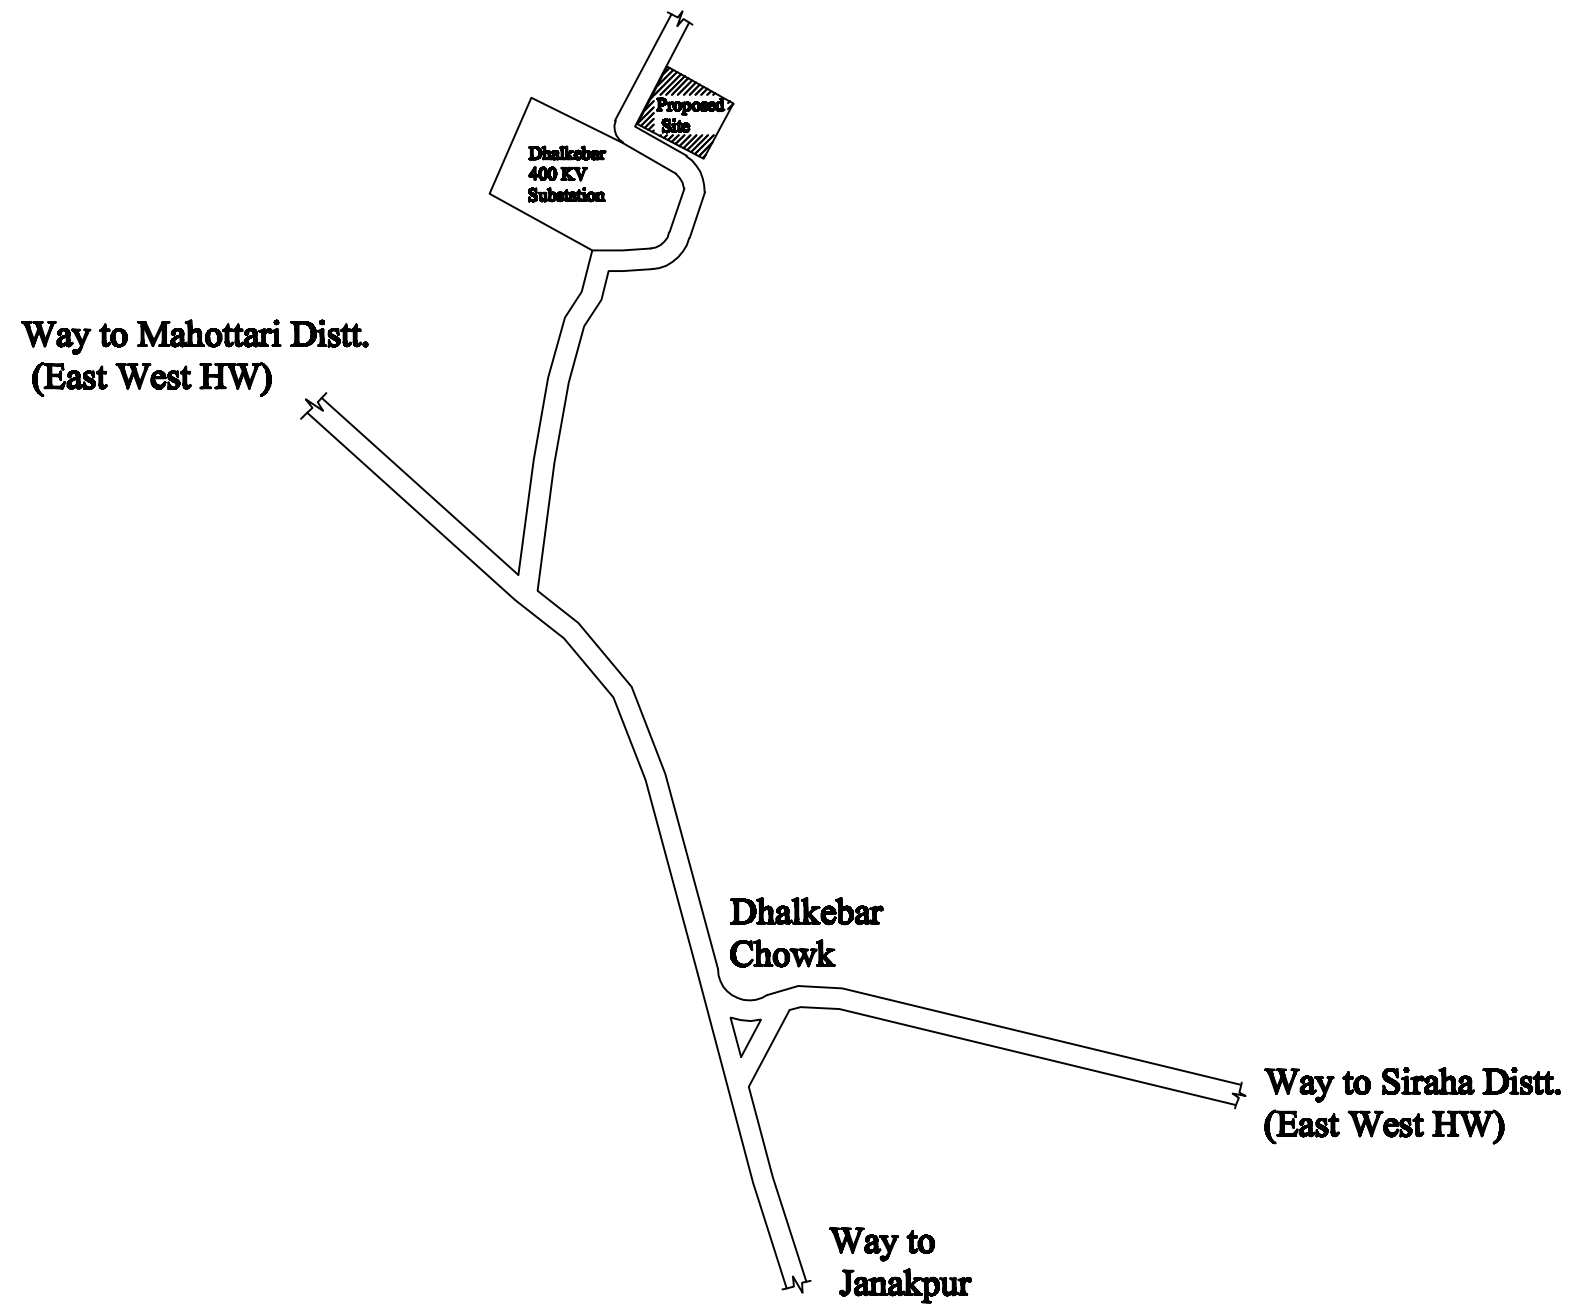 Proposed
Site
Dhalkebar
400 KV
Substation
Way to Mahottari Distt.
(East West HW)
Dhalkebar
Chowk
Way to Siraha Distt.
(East West HW)
Way to
Janakpur